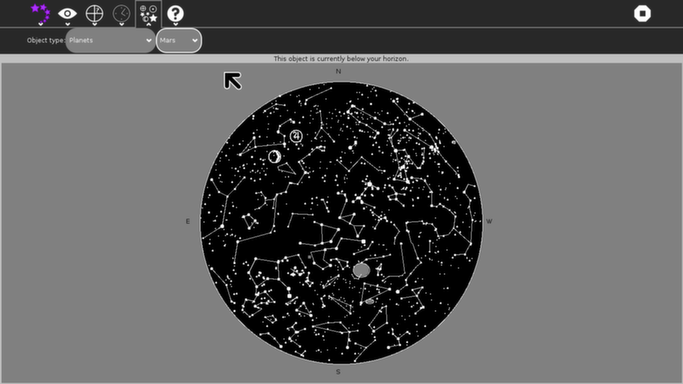 Object type: Planets Mars
This object is currently below your horizon.
N
E W
S